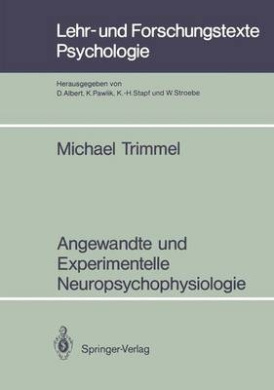 Lehr- und Forschungstexte
Psychologie
Herausgegeben von
D. Albert, K. Pawlik, K.-H. Stapf und W. Stroebe
Michael Trimmel
Angewandte und
Experimentelle
Neuropsychophysiologie
Springer-Verlag